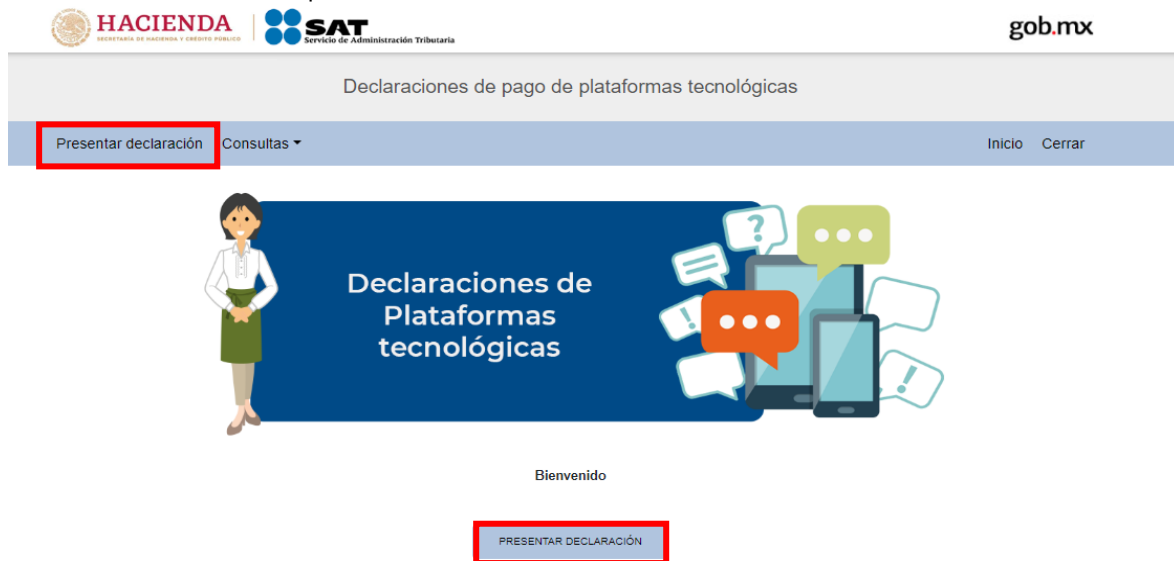 HACIENDA
SECRETARÍA DE HACIENDA Y CRÉDITO PÚBLICO
SAT
Servicio de Administración Tributaria
gob.mx
Declaraciones de pago de plataformas tecnológicas
Presentar declaración Consultas Inicio Cerrar
Declaraciones de
Plataformas
tecnológicas
Bienvenido
PRESENTAR DECLARACIÓN